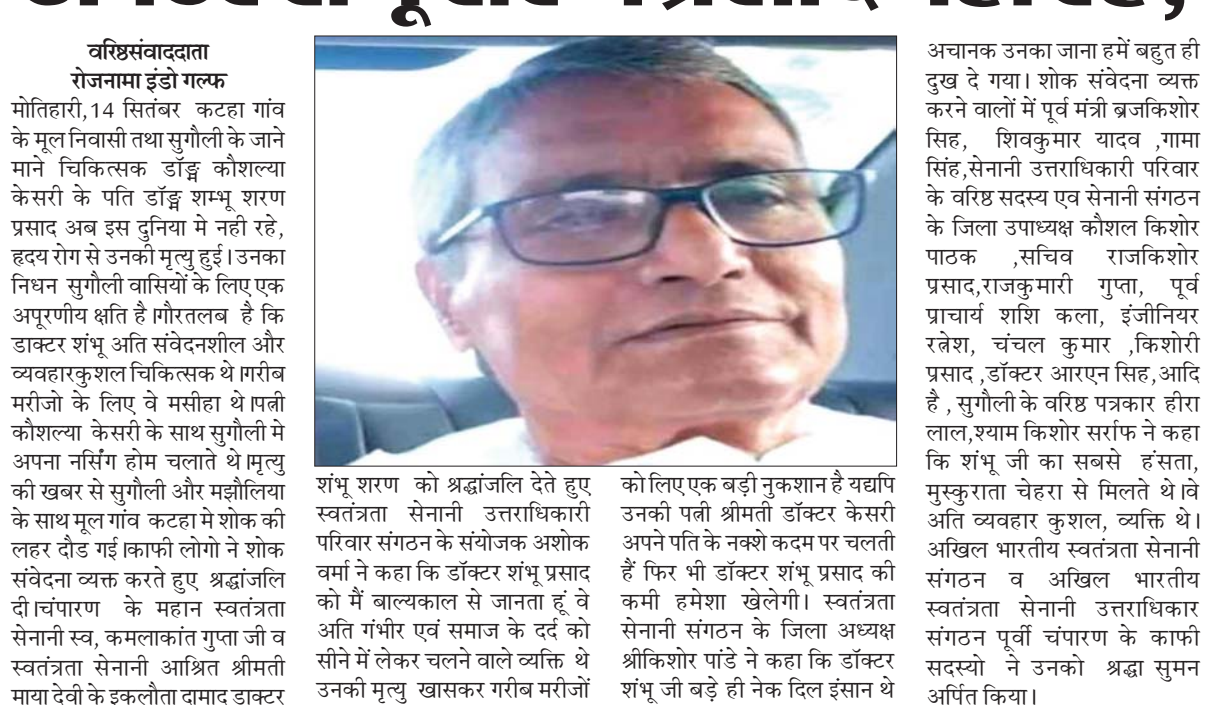 वरिष्ठसंवाददाता
रोजनामा इंडो गल्फ
मोतिहारी,14 सितंबर कटहा गांव
के मूल निवासी तथा सुगौली के जाने
माने चिकित्सक डॉङ्क कौशल्या
केसरी के पति डॉङ्क शम्भू शरण
प्रसाद अब इस दुनिया मे नही रहे,
हृदय रोग से उनकी मृत्यु हुई। उनका
निधन सुगौली वासियों के लिए एक
अपूरणीय क्षति है ।गौरतलब है कि
डाक्टर शंभू अति संवेदनशील और
व्यवहारकुशल चिकित्सक थे ।गरीब
मरीजो के लिए वे मसीहा थे ।पत्नी
कौशल्या केसरी के साथ सुगौली मे
अपना नर्सिंग होम चलाते थे ।मृत्यु
की खबर से सुगौली और मझौलिया
के साथ मूल गांव कटहा मे शोक की
लहर दौड गई ।काफी लोगो ने शोक
संवेदना व्यक्त करते हुए श्रद्धांजलि
दी ।चंपारण के महान स्वतंत्रता
सेनानी स्व, कमलाकांत गुप्ता जी व
स्वतंत्रता सेनानी आश्रित श्रीमती
माया देवी के इकलौता दामाद डाक्टर
शंभू शरण को श्रद्धांजलि देते हुए
स्वतंत्रता सेनानी उत्तराधिकारी
परिवार संगठन के संयोजक अशोक
वर्मा ने कहा कि डॉक्टर शंभू प्रसाद
को मैं बाल्यकाल से जानता हूं वे
अति गंभीर एवं समाज के दर्द को
सीने में लेकर चलने वाले व्यक्ति थे
उनकी मृत्यु खासकर गरीब मरीजों
को लिए एक बड़ी नुकशान है यद्यपि
उनकी पत्नी श्रीमती डॉक्टर केसरी
अपने पति के नक्शे कदम पर चलती
हैं फिर भी डॉक्टर शंभू प्रसाद की
कमी हमेशा खेलेगी। स्वतंत्रता
सेनानी संगठन के जिला अध्यक्ष
श्रीकिशोर पांडे ने कहा कि डॉक्टर
शंभू जी बड़े ही नेक दिल इंसान थे
अचानक उनका जाना हमें बहुत ही
दुख दे गया। शोक संवेदना व्यक्त
करने वालों में पूर्व मंत्री ब्रजकिशोर
सिह, शिवकुमार यादव ,गामा
सिंह,सेनानी उत्तराधिकारी परिवार
के वरिष्ठ सदस्य एव सेनानी संगठन
के जिला उपाध्यक्ष कौशल किशोर
पाठक ,सचिव राजकिशोर
प्रसाद,राजकुमारी गुप्ता, पूर्व
प्राचार्य शशि कला, इंजीनियर
रत्नेश, चंचल कुमार ,किशोरी
प्रसाद ,डॉक्टर आरएन सिह,आदि
है , सुगौली के वरिष्ठ पत्रकार हीरा
लाल,श्याम किशोर सर्राफ ने कहा
कि शंभू जी का सबसे हंसता,
मुस्कुराता चेहरा से मिलते थे ।वे
अति व्यवहार कुशल, व्यक्ति थे।
अखिल भारतीय स्वतंत्रता सेनानी
संगठन व अखिल भारतीय
स्वतंत्रता सेनानी उत्तराधिकार
संगठन पूर्वी चंपारण के काफी
सदस्यो ने उनको श्रद्धा सुमन
अर्पित किया।